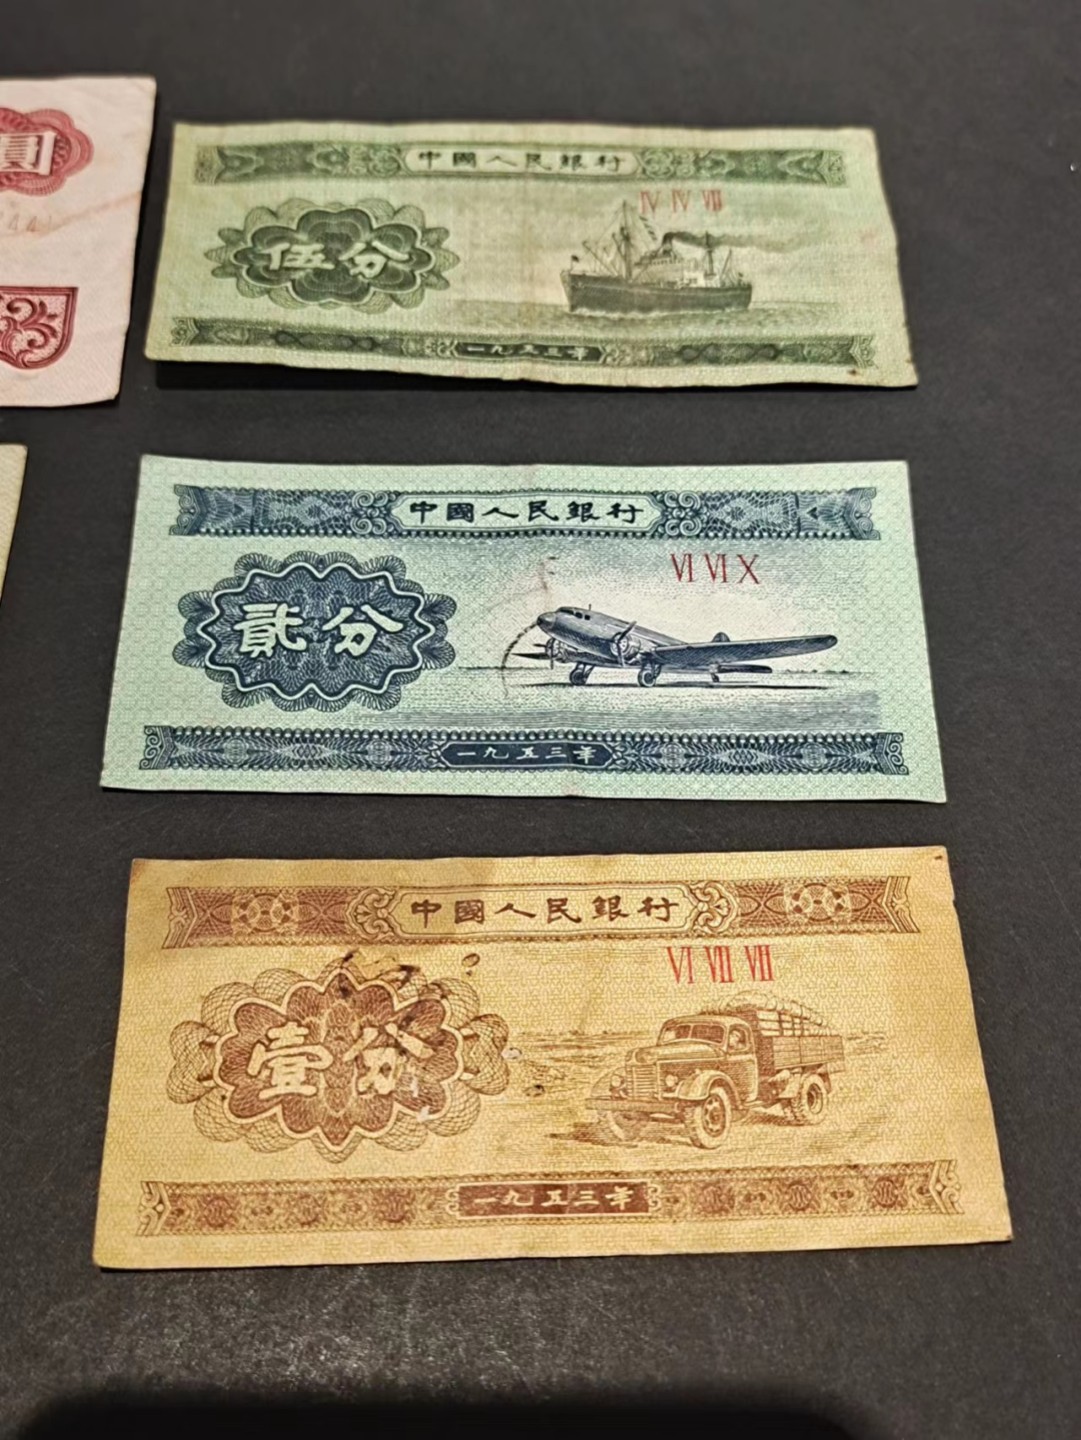 圓
中國人民銀行
IV IV VII
伍分
一九五三年
中國人民銀行
VI VI X
貳分
一九五三年
中國人民銀行
VI VII VII
壹分
一九五三年